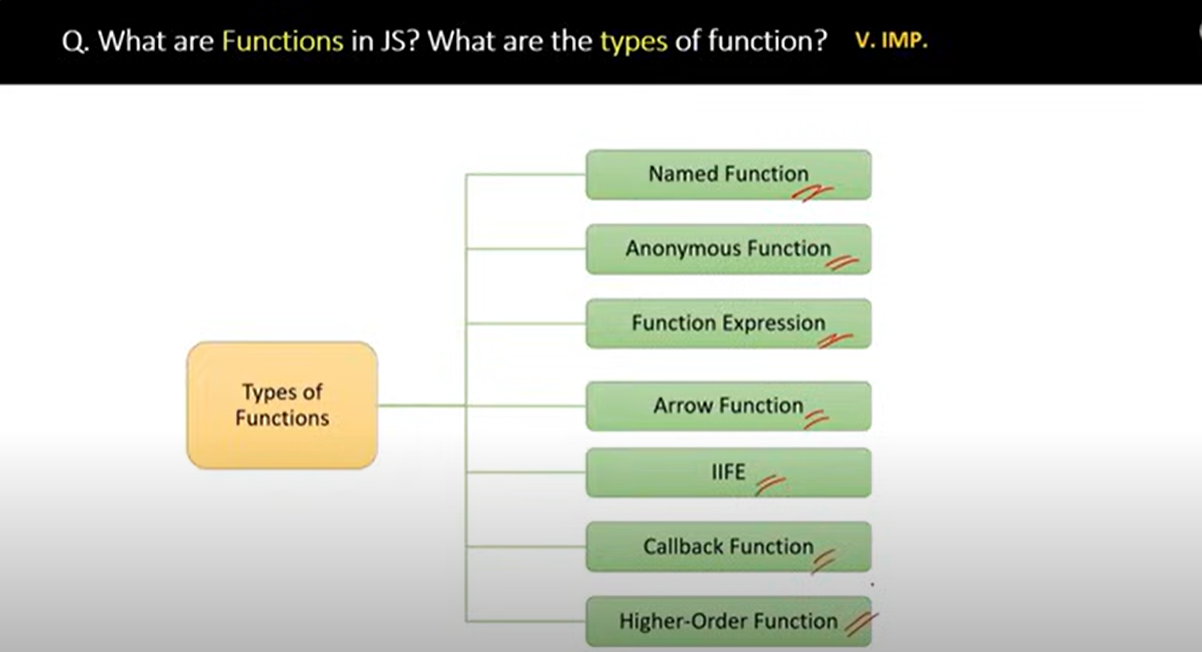 Q. What are Functions in JS? What are the types of function? V. IMP.
Named Function
Anonymous Function
Function Expression
Types of
Functions
Arrow Function
IIFE
Callback Function
Higher-Order Function